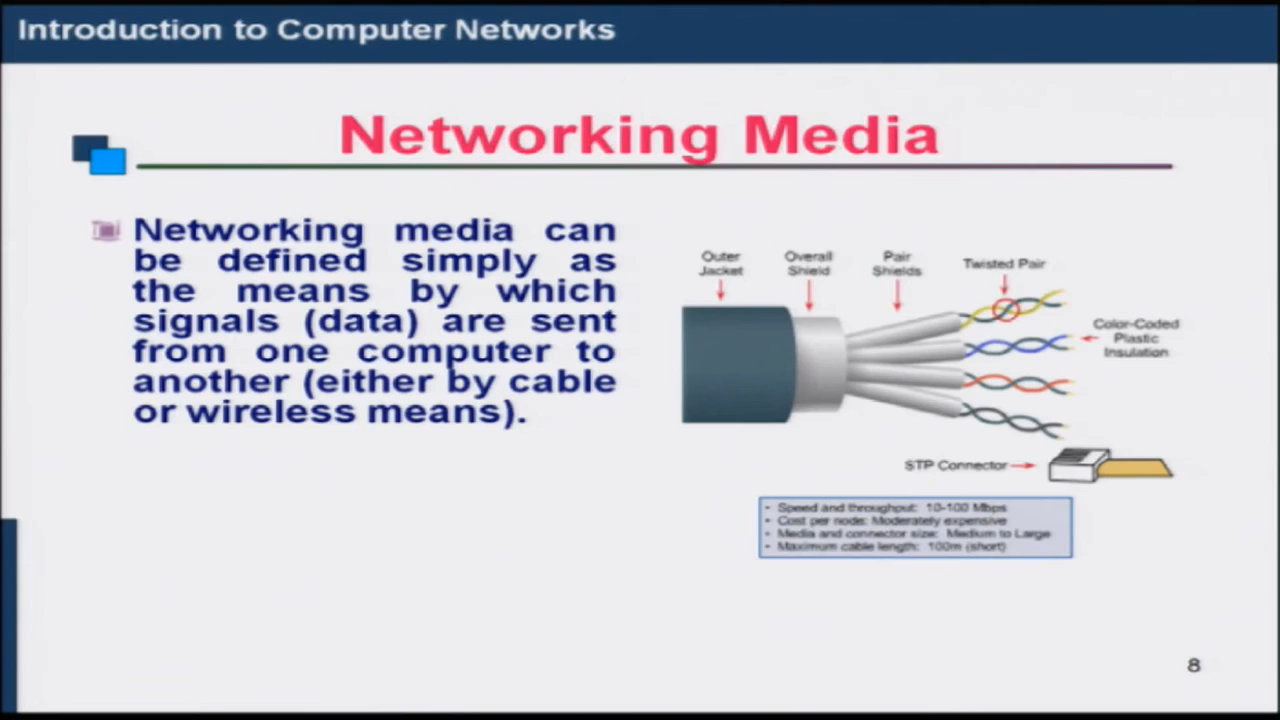 Introduction to Computer Networks
Networking Media
Networking media can
be defined simply as
the means by which
signals (data) are sent
from one computer to
another (either by cable
or wireless means).
Outer
Jacket
Overall
Shield
Pair
Shields
Twisted Pair
Color-Coded
Plastic
Insulation
STP Connector
• Speed and throughput: 10-100 Mbps
• Cost per node: Moderately expensive
• Media and connector size: Medium to Large
• Maximum cable length: 100m (short)
8